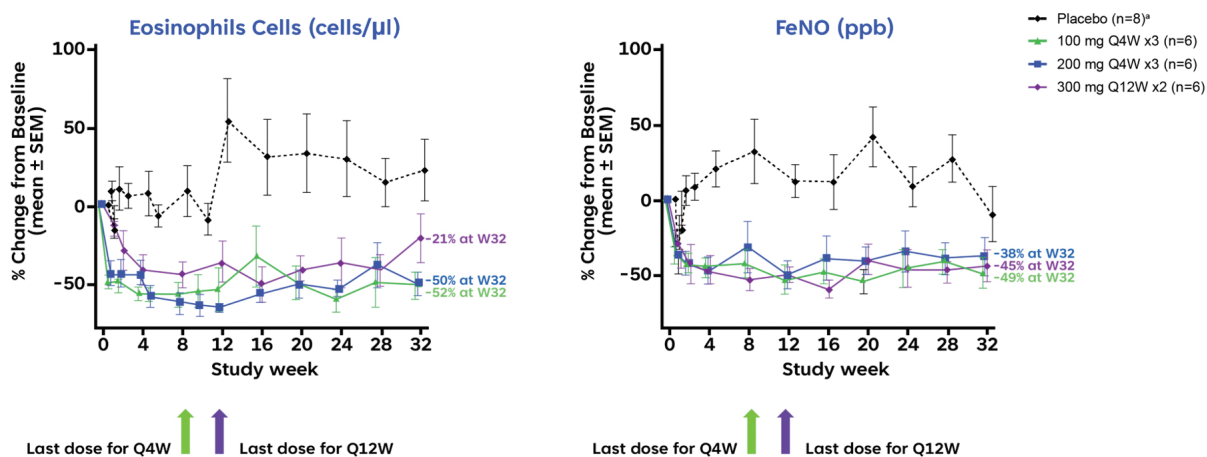 Eosinophils Cells (cells/μl)
% Change from Baseline
(mean ± SEM)
100
50
0
−50
-21% at W32
-50% at W32
-52% at W32
0 4 8 12 16 20 24 28 32
Study week
Last dose for Q4W
Last dose for Q12W
FeNO (ppb)
% Change from Baseline
(mean ± SEM)
100
50
0
−50
-38% at W32
-45% at W32
-49% at W32
0 4 8 12 16 20 24 28 32
Study week
Last dose for Q4W
Last dose for Q12W
Placebo (n=8)ª
100 mg Q4W x3 (n=6)
200 mg Q4W x3 (n=6)
300 mg Q12W x2 (n=6)